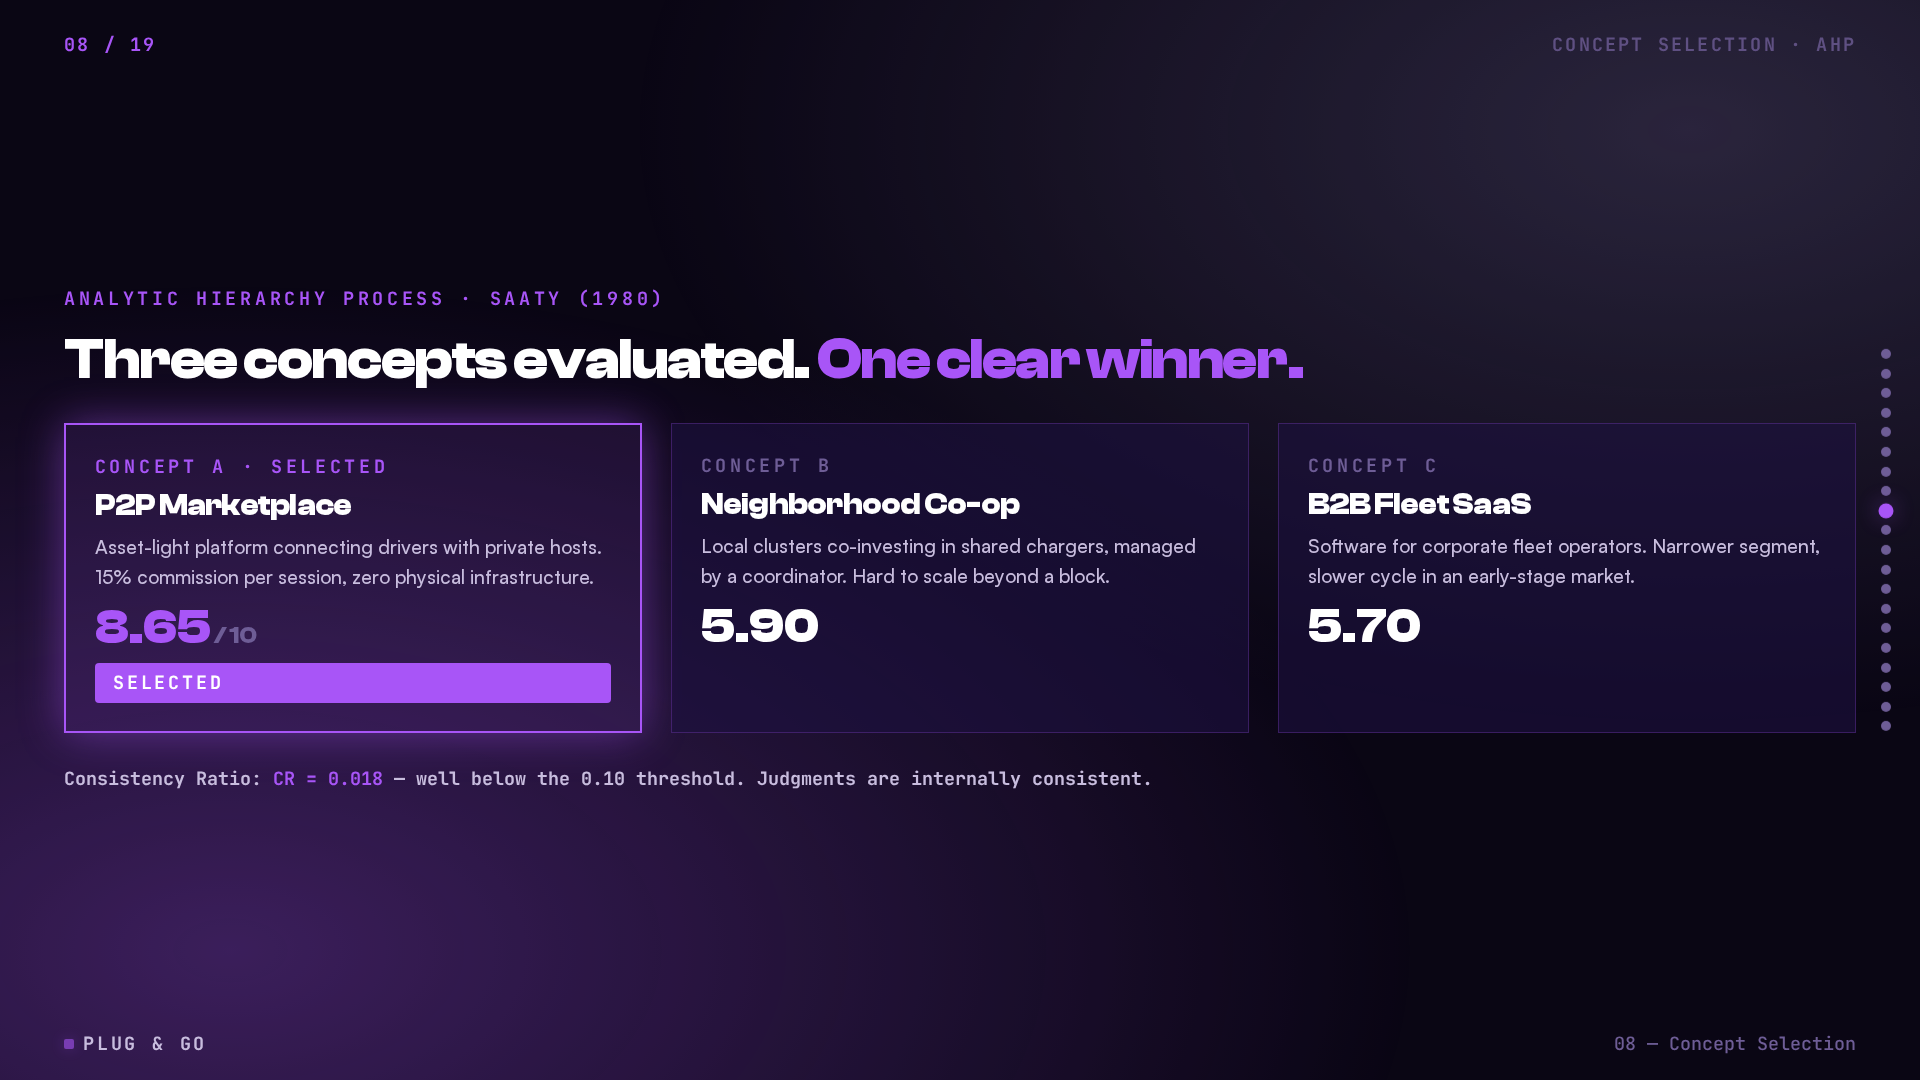 08 / 19
CONCEPT SELECTION · AHP
ANALYTIC HIERARCHY PROCESS · SAATY (1980)
Three concepts evaluated. One clear winner.
CONCEPT A · SELECTED
P2P Marketplace
Asset-light platform connecting drivers with private hosts.
15% commission per session, zero physical infrastructure.
8.65 /10
SELECTED
CONCEPT B
Neighborhood Co-op
Local clusters co-investing in shared chargers, managed
by a coordinator. Hard to scale beyond a block.
5.90
CONCEPT C
B2B Fleet SaaS
Software for corporate fleet operators. Narrower segment,
slower cycle in an early-stage market.
5.70
Consistency Ratio: CR = 0.018 — well below the 0.10 threshold. Judgments are internally consistent.
PLUG & GO
08 — Concept Selection